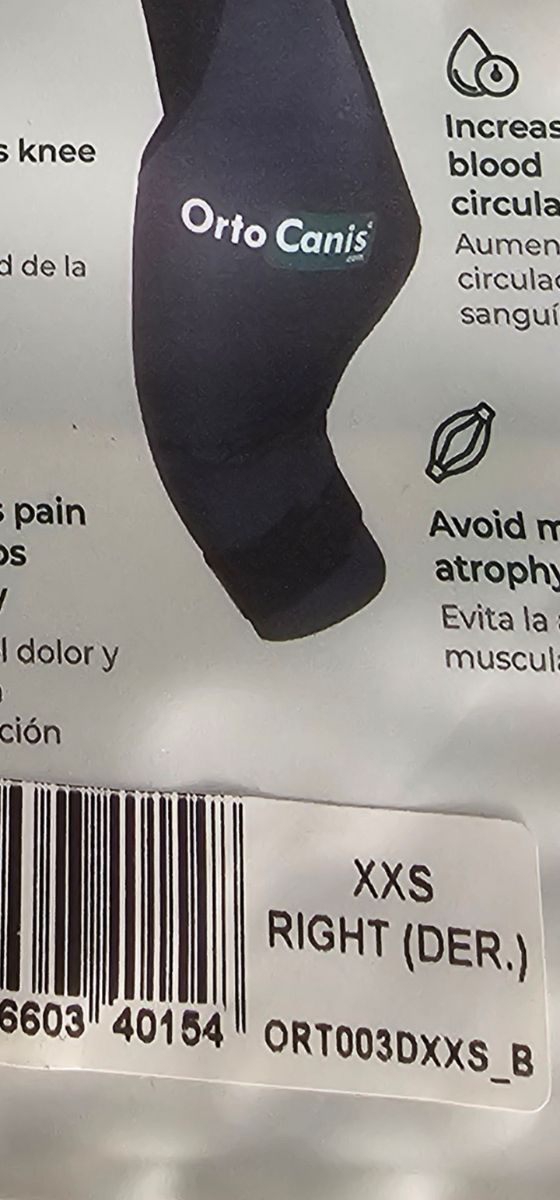 s knee
d de la
Orto Canis
.com
Increas
blood
circula
Aumen
circulac
sanguí
s pain
os
y
l dolor y
ción
Avoid m
atrophy
Evita la
muscula
XXS
RIGHT (DER.)
6603 40154
ORT003DXXS_B